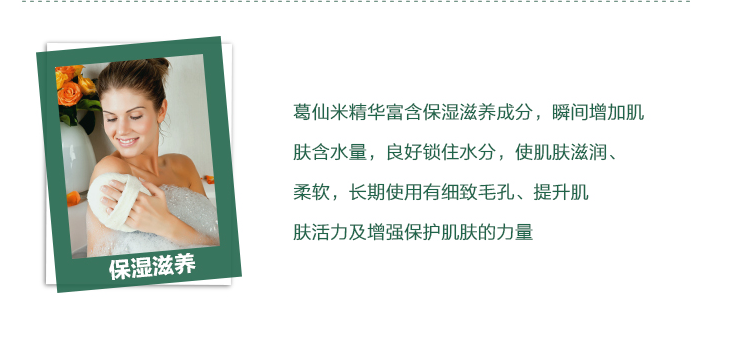 葛仙米精华富含保湿滋养成分，瞬间增加肌
肤含水量，良好锁住水分，使肌肤滋润、
柔软，长期使用有细致毛孔、提升肌
肤活力及增强保护肌肤的力量
保湿滋养